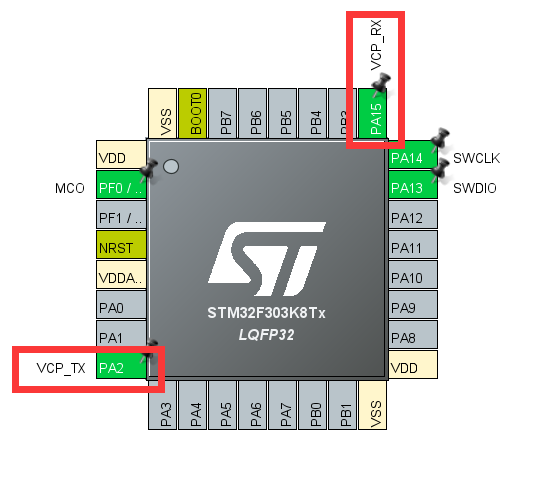 VCP_RX
VSS
BOOT0
PB7
PB6
PB5
PB4
PB3
PA15
VDD
PA14
SWCLK
MCO
PF0 / ..
PA13
SWDIO
PF1 / ..
PA12
NRST
PA11
VDDA..
PA10
PA0
PA9
PA1
PA8
VCP_TX
PA2
VDD
ST
STM32F303K8Tx
LQFP32
PA3
PA4
PA5
PA6
PA7
PB0
PB1
VSS